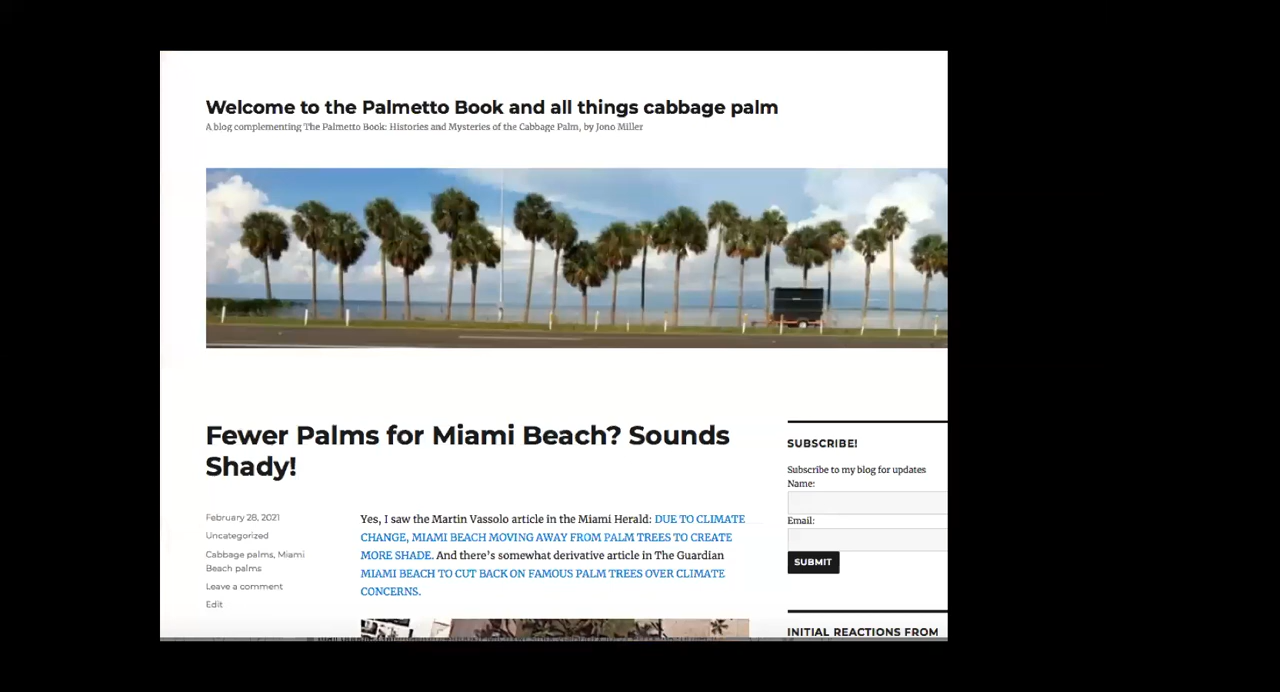 Welcome to the Palmetto Book and all things cabbage palm
A blog complementing The Palmetto Book: Histories and Mysteries of the Cabbage Palm, by Jono Miller
Fewer Palms for Miami Beach? Sounds
Shady!
February 28, 2021
Uncategorized
Cabbage palms, Miami
Beach palms
Leave a comment
Edit
Yes, I saw the Martin Vassolo article in the Miami Herald: DUE TO CLIMATE
CHANGE, MIAMI BEACH MOVING AWAY FROM PALM TREES TO CREATE
MORE SHADE. And there's somewhat derivative article in The Guardian
MIAMI BEACH TO CUT BACK ON FAMOUS PALM TREES OVER CLIMATE
CONCERNS.
SUBSCRIBE!
Subscribe to my blog for updates
Name:
Email:
SUBMIT
INITIAL REACTIONS FROM